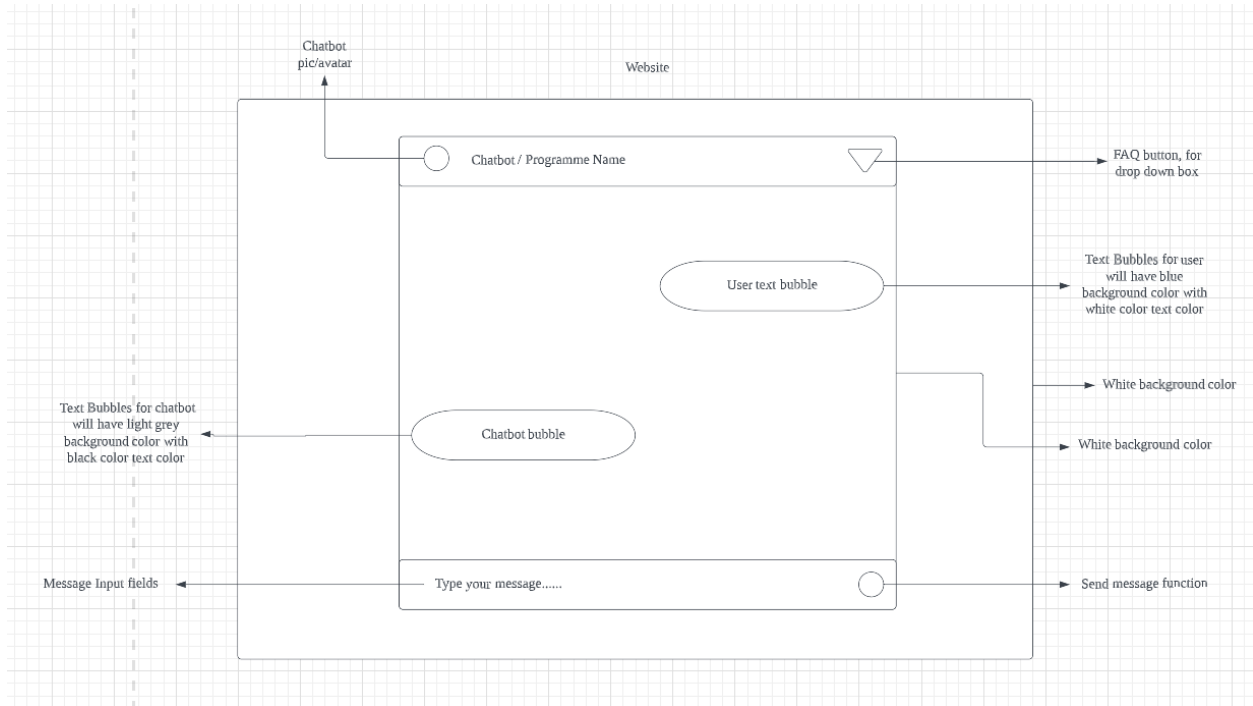 Chatbot
pic/avatar
Website
Chatbot / Programme Name
FAQ button, for
drop down box
Text Bubbles for user
will have blue
background color with
white color text color
User text bubble
White background color
Text Bubbles for chatbot
will have light grey
background color with
black color text color
Chatbot bubble
White background color
Message Input fields
Type your message......
Send message function